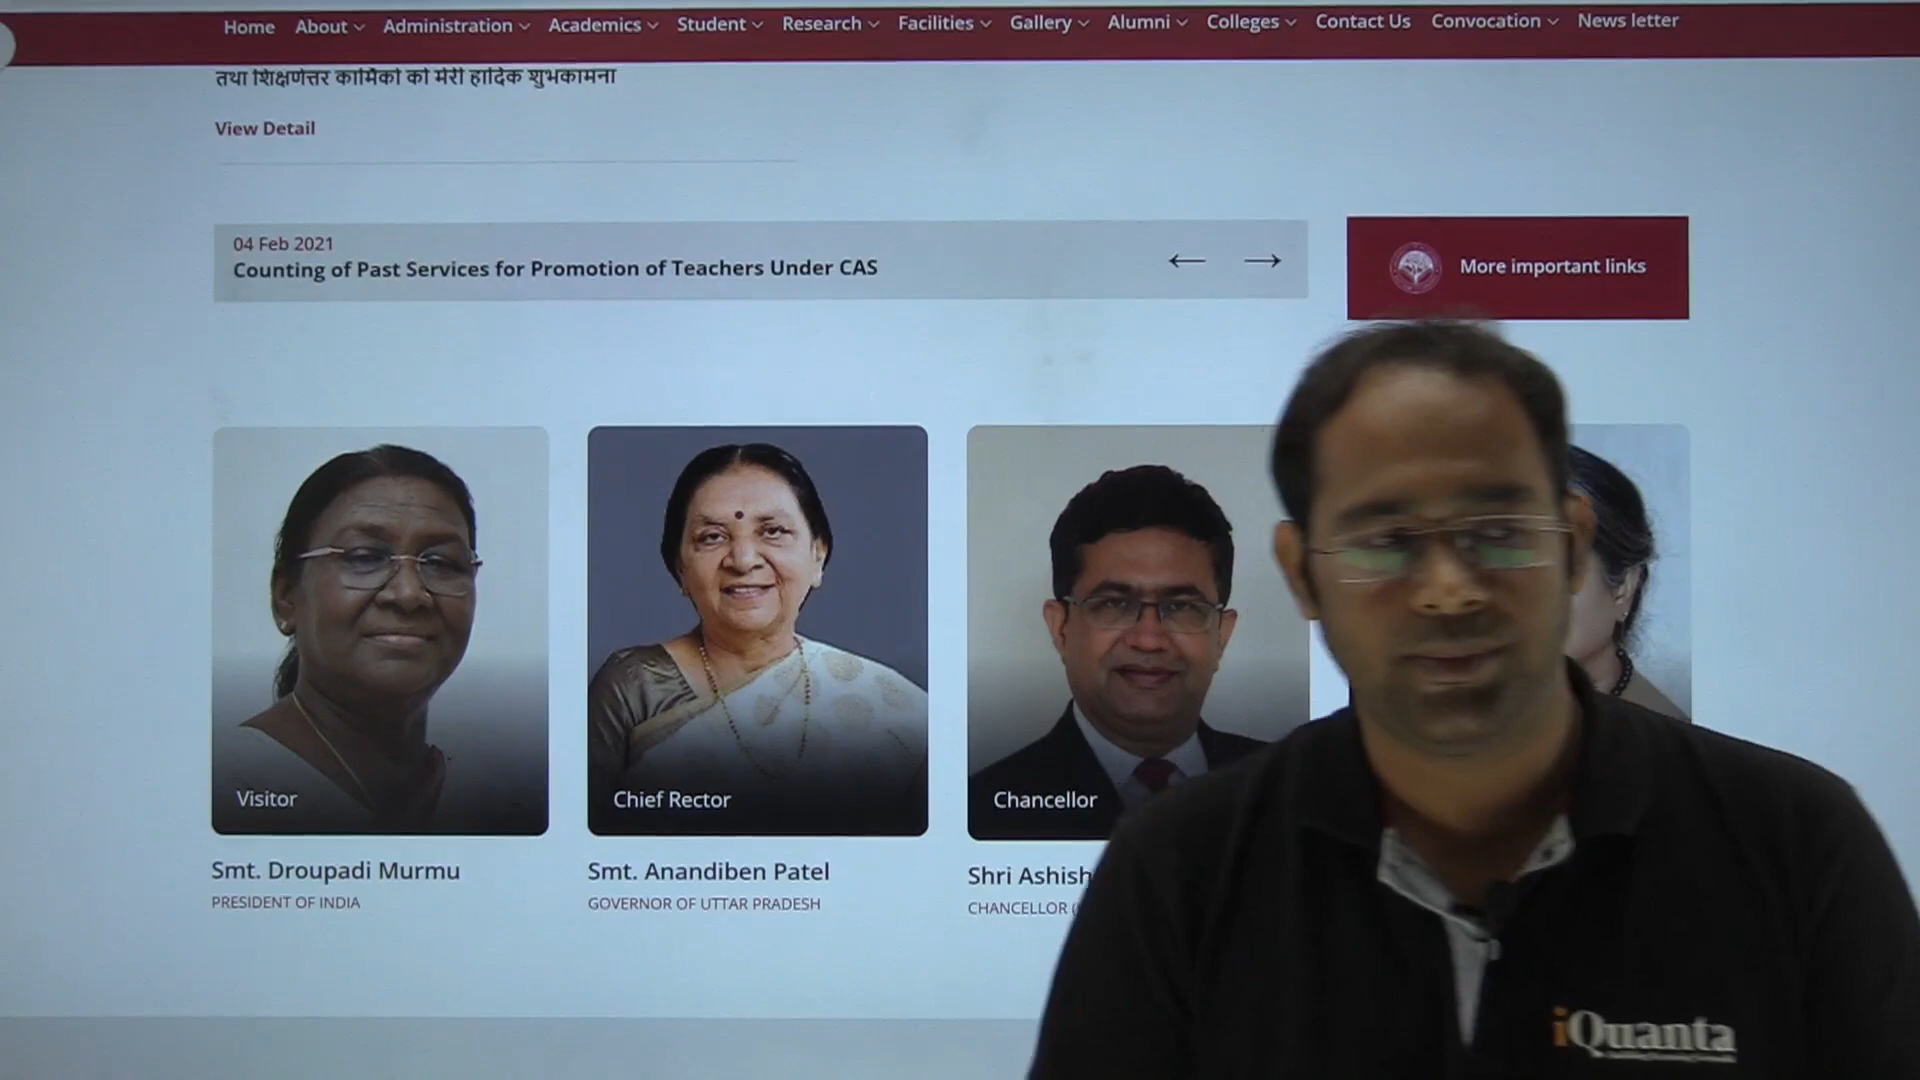 Home About Administration Academics Student Research Facilities Gallery Alumni Colleges Contact Us Convocation News letter
तथा शिक्षणेत्तर कार्मिकों को मेरी हार्दिक शुभकामना
View Detail
04 Feb 2021
Counting of Past Services for Promotion of Teachers Under CAS
More important links
Visitor
Chief Rector
Chancellor
Smt. Droupadi Murmu
Smt. Anandiben Patel
Shri Ashish
PRESIDENT OF INDIA
GOVERNOR OF UTTAR PRADESH
CHANCELLOR
iQuanta